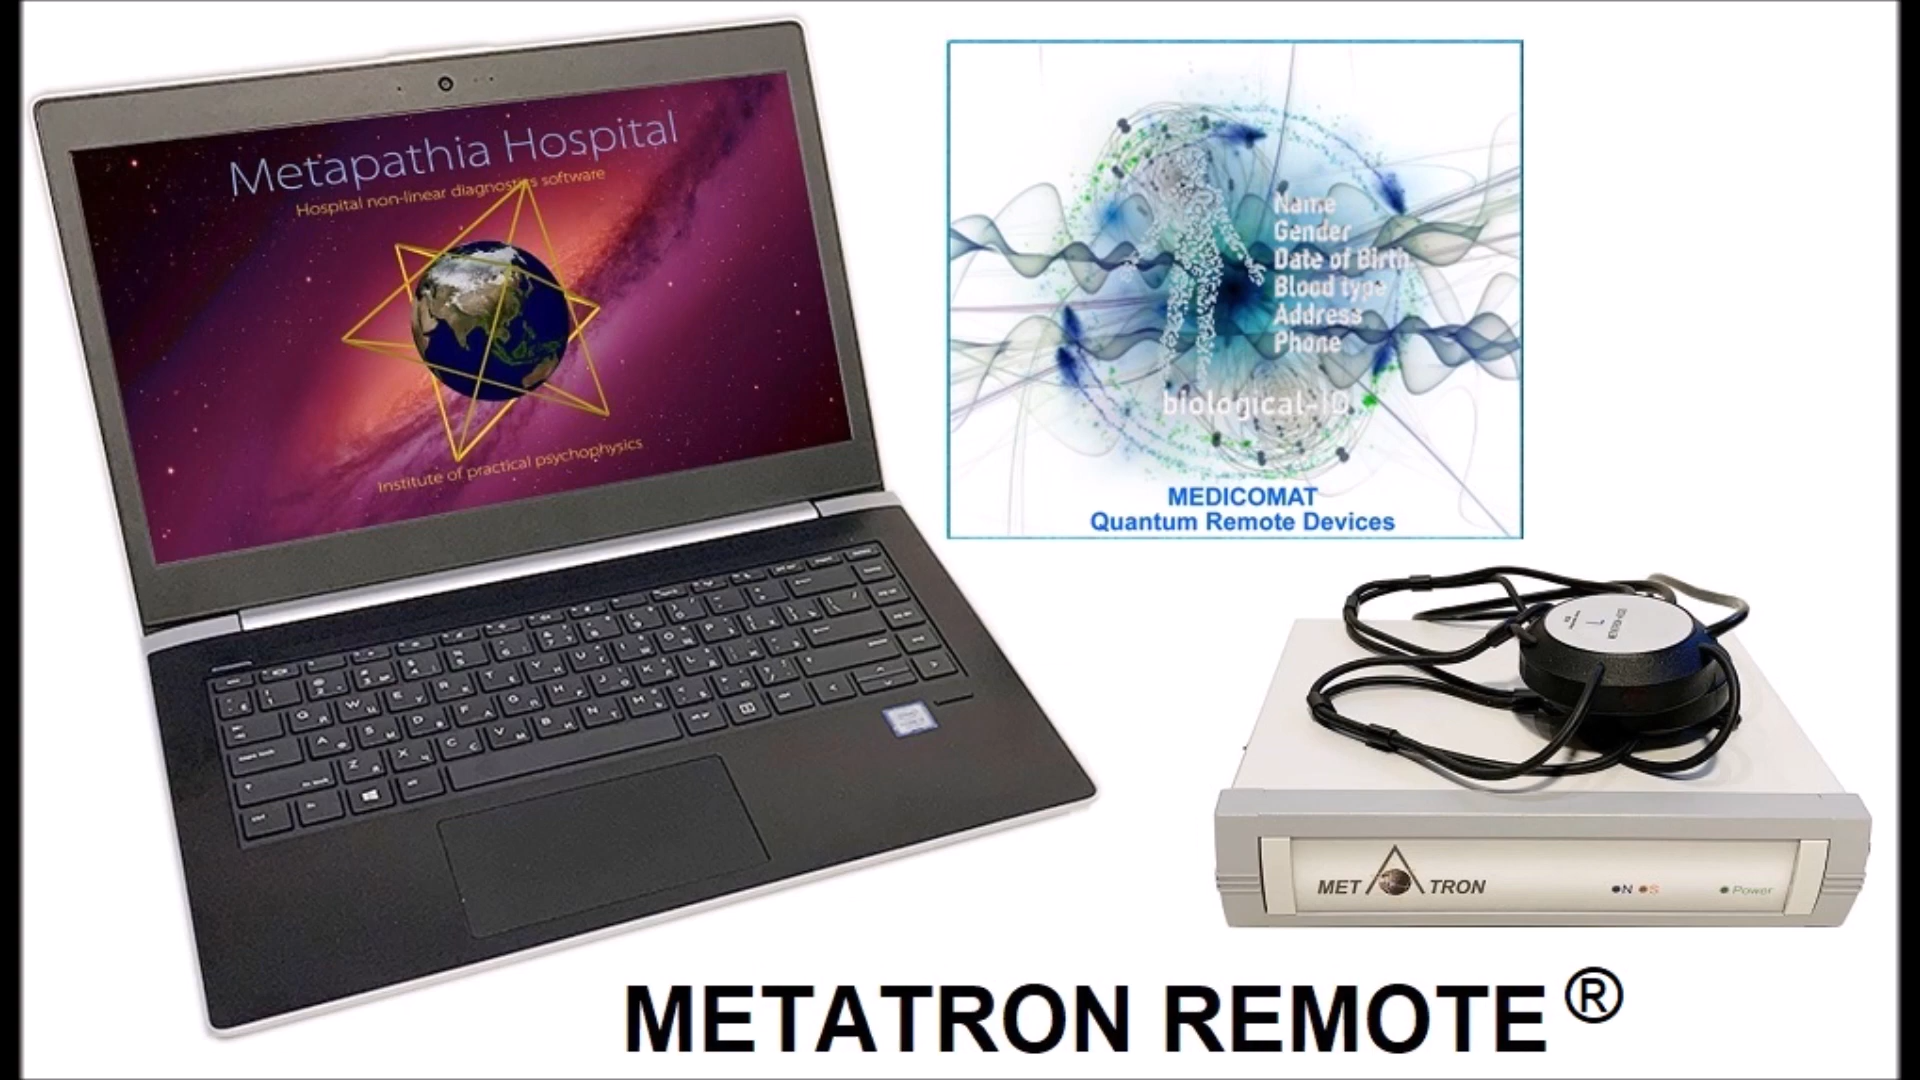 Metapathia Hospital
Hospital non-linear diagnostics software
Institute of practical psychophysics
Name
Gender
Date of Birth
Blood type
Address
Phone
biological-ID
MEDICOMAT
Quantum Remote Devices
L
MET TRON
N S
Power
METATRON REMOTE ®